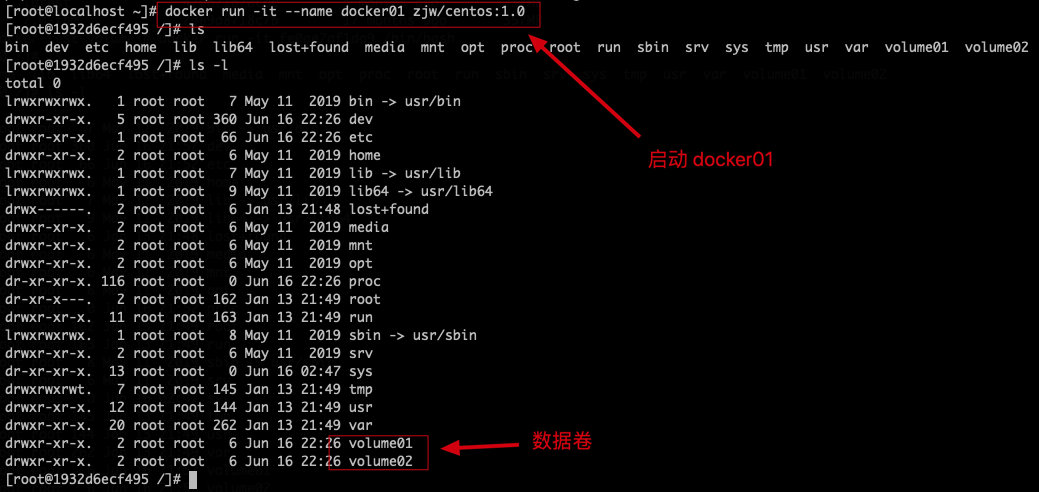 [root@localhost ~]# docker run -it --name docker01 zjw/centos:1.0
[root@1932d6ecf495 /]# ls
bin  dev  etc  home  lib  lib64  lost+found  media  mnt  opt  proc  root  run  sbin  srv  sys  tmp  usr  var  volume01  volume02
[root@1932d6ecf495 /]# ls -l
total 0
lrwxrwxrwx.   1 root root   7 May 11  2019 bin -> usr/bin
drwxr-xr-x.   5 root root 360 Jun 16 22:26 dev
drwxr-xr-x.   1 root root  66 Jun 16 22:26 etc
drwxr-xr-x.   2 root root   6 May 11  2019 home
lrwxrwxrwx.   1 root root   7 May 11  2019 lib -> usr/lib
lrwxrwxrwx.   1 root root   9 May 11  2019 lib64 -> usr/lib64
drwx------.   2 root root   6 Jan 13 21:48 lost+found
drwxr-xr-x.   2 root root   6 May 11  2019 media
drwxr-xr-x.   2 root root   6 May 11  2019 mnt
drwxr-xr-x.   2 root root   6 May 11  2019 opt
dr-xr-xr-x. 116 root root   0 Jun 16 22:26 proc
dr-xr-x---.   2 root root 162 Jan 13 21:49 root
drwxr-xr-x.  11 root root 163 Jan 13 21:49 run
lrwxrwxrwx.   1 root root   8 May 11  2019 sbin -> usr/sbin
drwxr-xr-x.   2 root root   6 May 11  2019 srv
dr-xr-xr-x.  13 root root   0 Jun 16 02:47 sys
drwxrwxrwt.   7 root root 145 Jan 13 21:49 tmp
drwxr-xr-x.  12 root root 144 Jan 13 21:49 usr
drwxr-xr-x.  20 root root 262 Jan 13 21:49 var
drwxr-xr-x.   2 root root   6 Jun 16 22:26 volume01
drwxr-xr-x.   2 root root   6 Jun 16 22:26 volume02
[root@1932d6ecf495 /]#
启动 docker01
数据卷